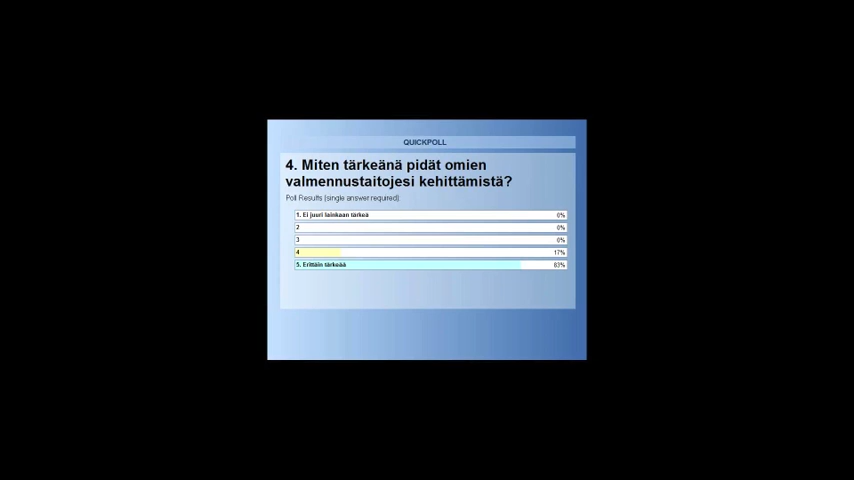 QUICKPOLL
4. Miten tärkeänä pidät omien
valmennustaitojesi kehittämistä?
Poll Results (single answer required)
1. Ei juuri lainkaan tärkeä 0%
2 0%
3 0%
4 17%
5. Erittäin tärkeää 83%